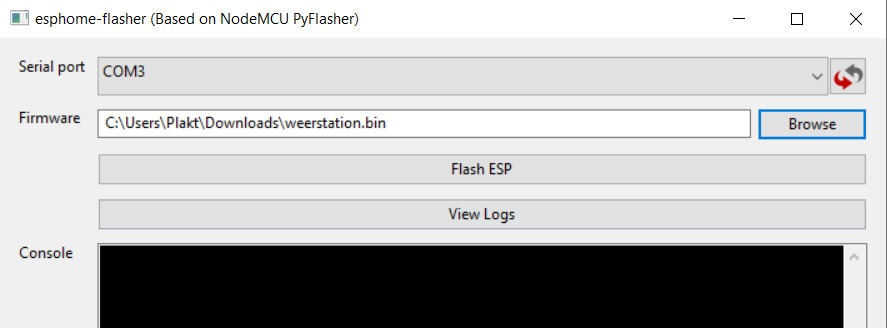 esphome-flasher (Based on NodeMCU PyFlasher)
Serial port COM3
Firmware C:\Users\Plakt\Downloads\weerstation.bin Browse
Flash ESP
View Logs
Console